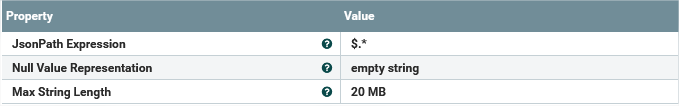 Property Value
JsonPath Expression ? $.*
Null Value Representation ? empty string
Max String Length ? 20 MB